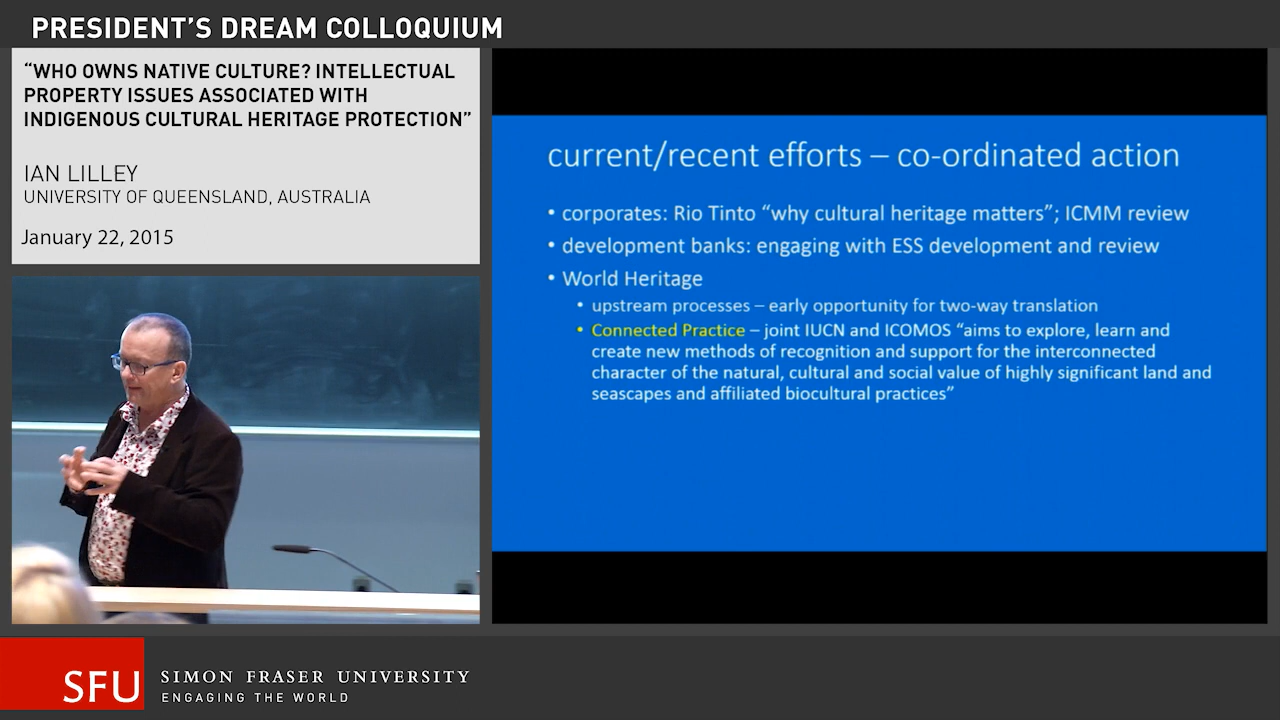 PRESIDENT'S DREAM COLLOQUIUM
“WHO OWNS NATIVE CULTURE? INTELLECTUAL
PROPERTY ISSUES ASSOCIATED WITH
INDIGENOUS CULTURAL HERITAGE PROTECTION”
IAN LILLEY
UNIVERSITY OF QUEENSLAND, AUSTRALIA
January 22, 2015
current/recent efforts – co-ordinated action
• corporates: Rio Tinto “why cultural heritage matters”; ICMM review
• development banks: engaging with ESS development and review
• World Heritage
• upstream processes – early opportunity for two-way translation
• Connected Practice – joint IUCN and ICOMOS “aims to explore, learn and
create new methods of recognition and support for the interconnected
character of the natural, cultural and social value of highly significant land and
seascapes and affiliated biocultural practices”
SFU
SIMON FRASER UNIVERSITY
ENGAGING THE WORLD